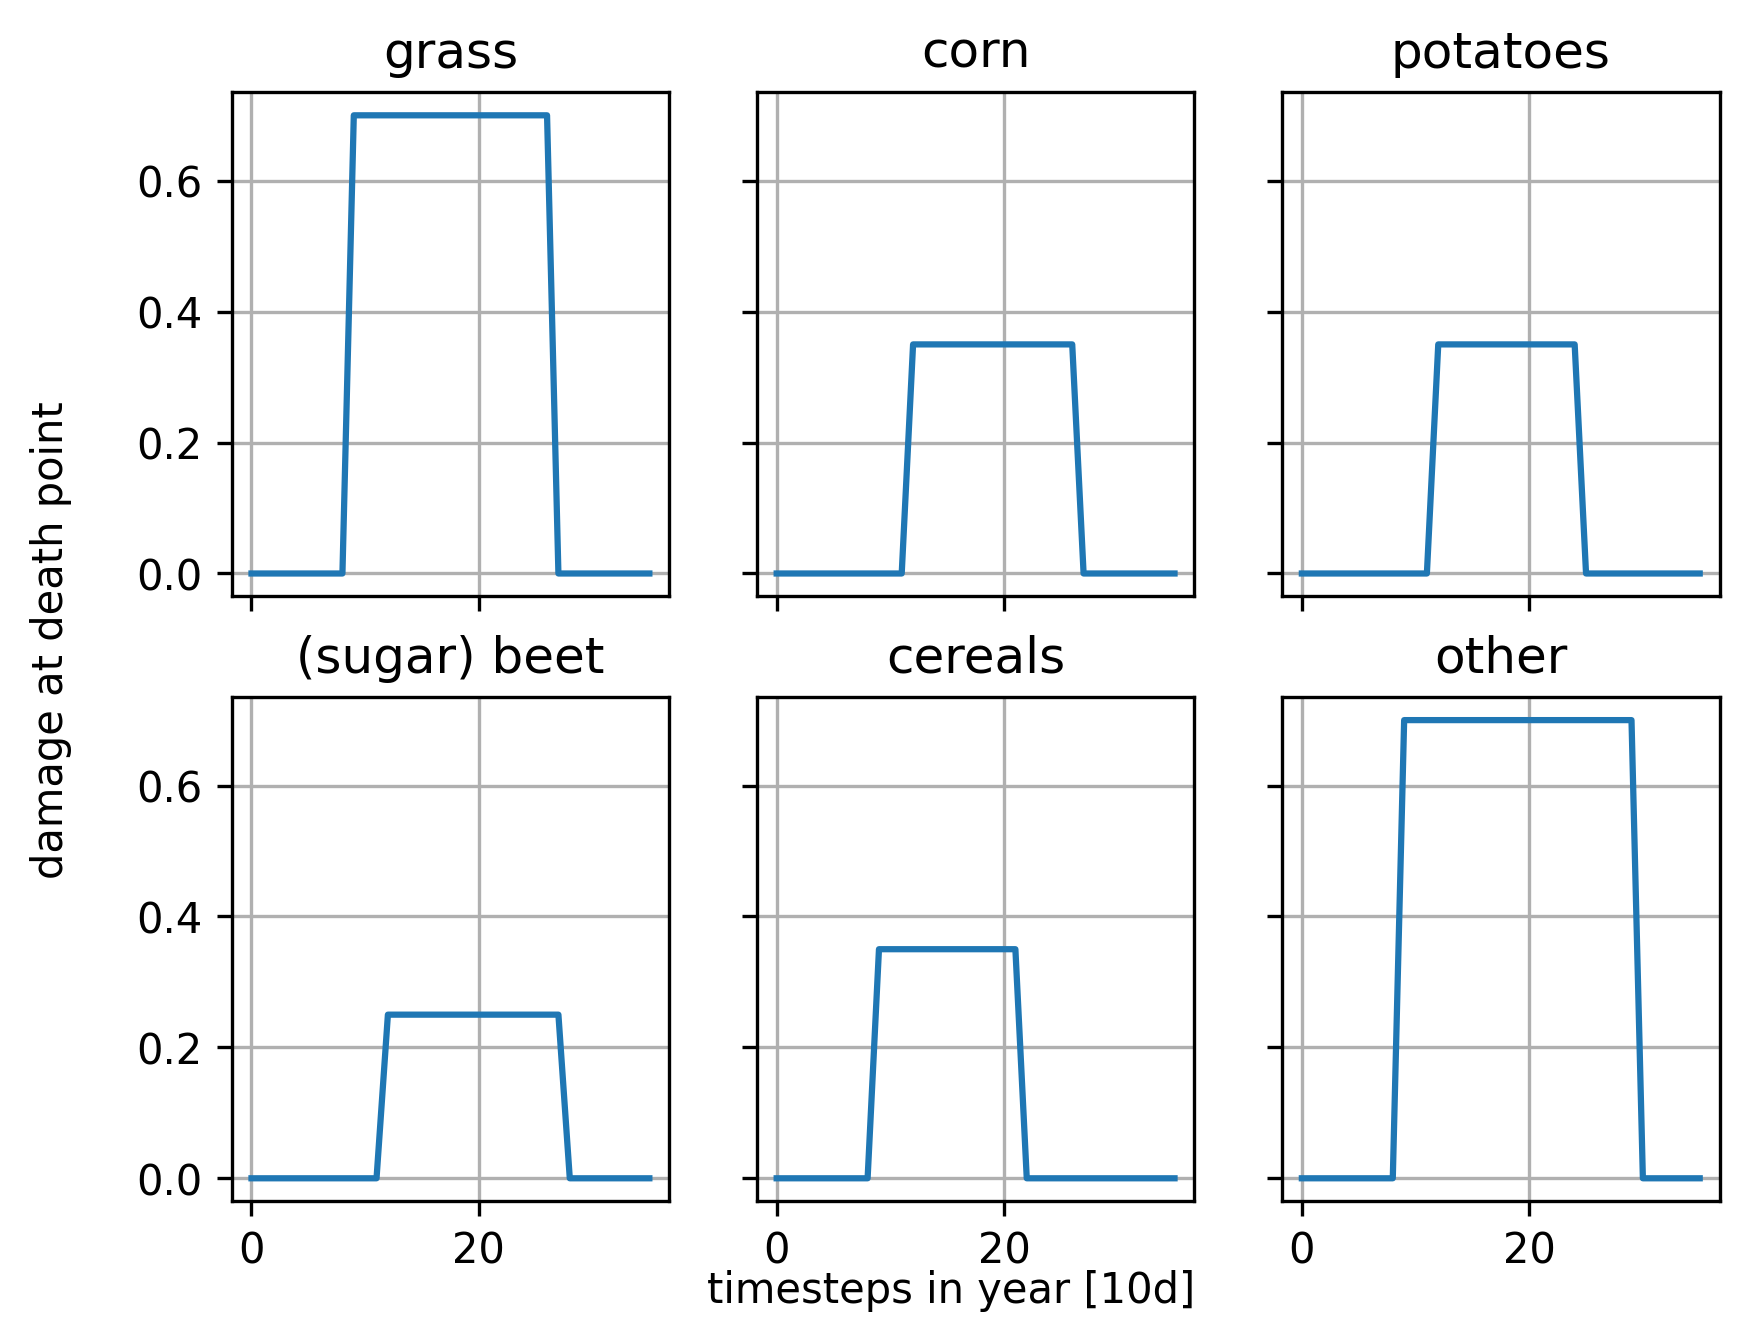 grass
corn
potatoes
0.6
0.4
0.2
0.0
damage at death point
(sugar) beet
cereals
other
0.6
0.4
0.2
0.0
0 20
0 20
0 20
timesteps in year [10d]